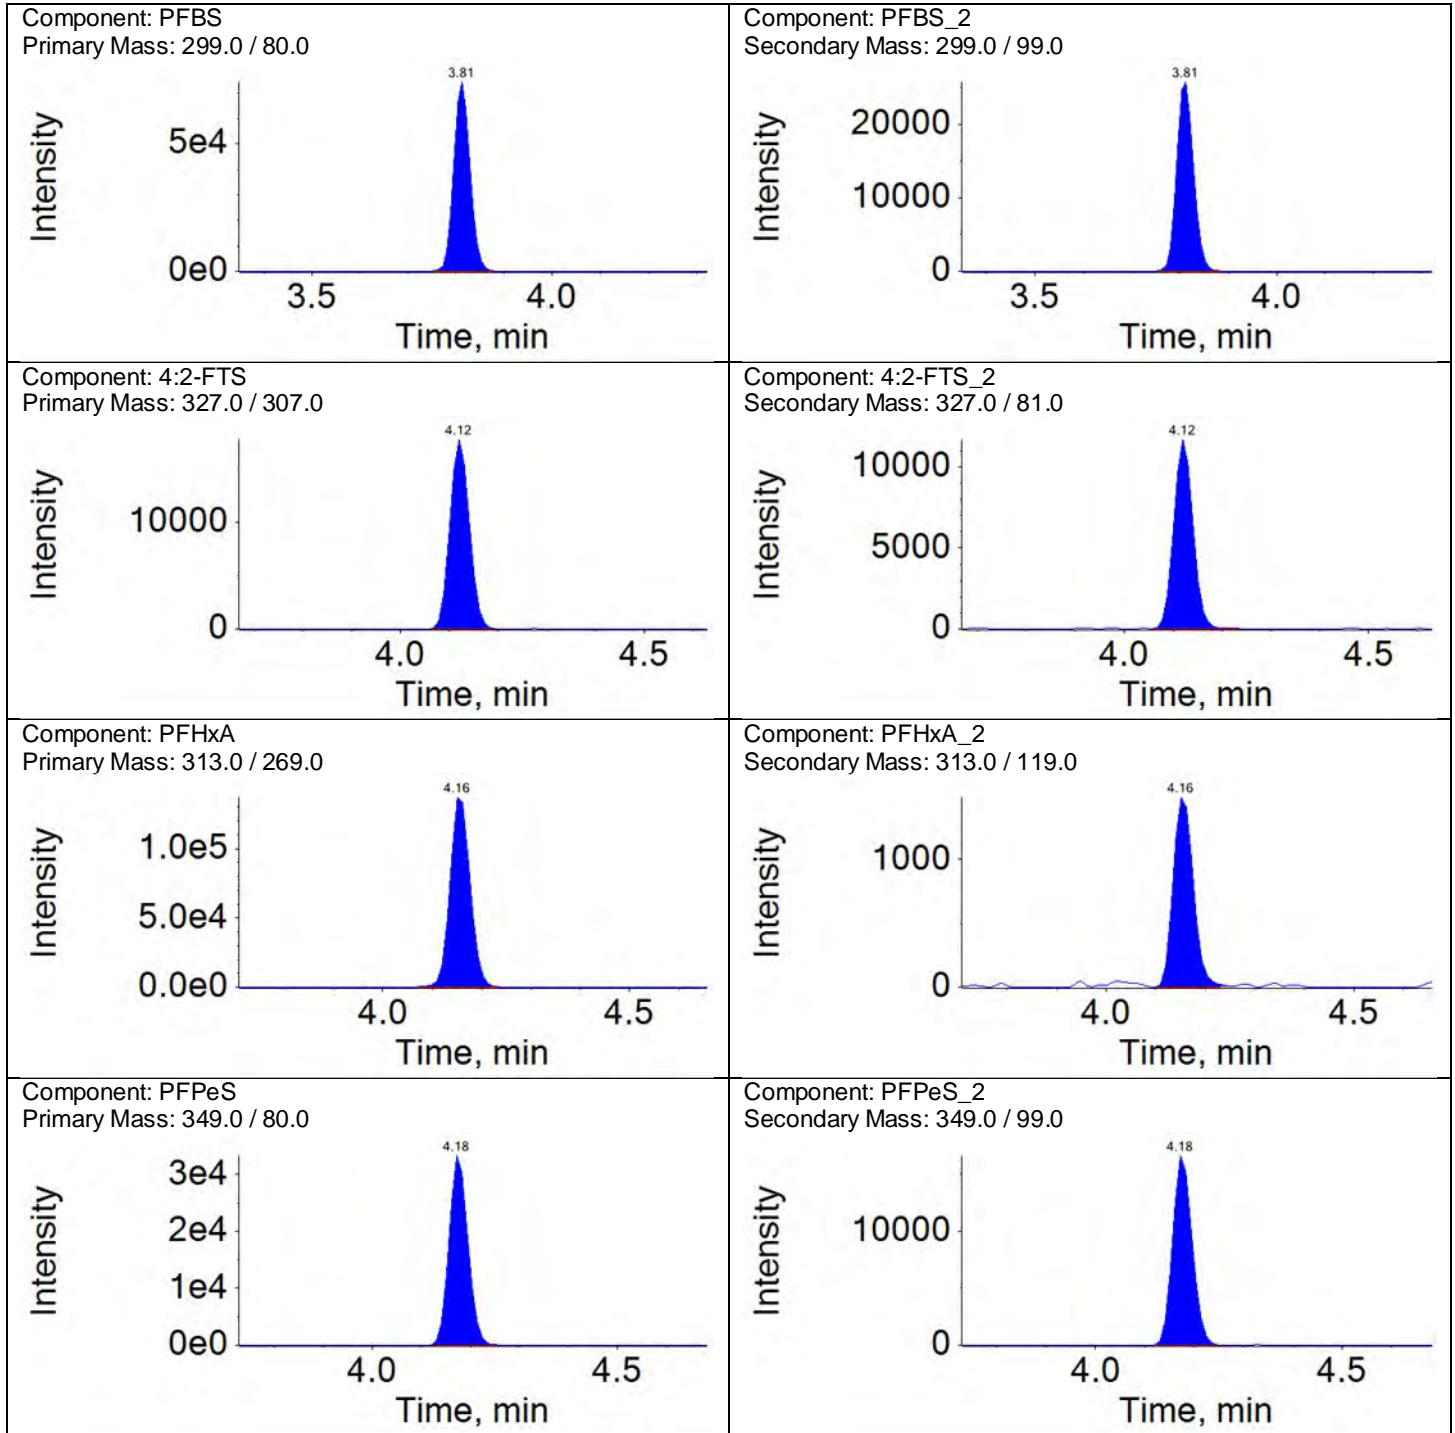 Component: PFBS
Primary Mass: 299.0 / 80.0
3.81
Intensity
5e4
0e0
3.5
4.0
Time, min
Component: PFBS_2
Secondary Mass: 299.0 / 99.0
3.81
Intensity
20000
10000
0
3.5
4.0
Time, min
Component: 4:2-FTS
Primary Mass: 327.0 / 307.0
4.12
Intensity
10000
0
4.0
4.5
Time, min
Component: 4:2-FTS_2
Secondary Mass: 327.0 / 81.0
4.12
Intensity
10000
5000
0
4.0
4.5
Time, min
Component: PFHxA
Primary Mass: 313.0 / 269.0
4.16
Intensity
1.0e5
5.0e4
0.0e0
4.0
4.5
Time, min
Component: PFHxA_2
Secondary Mass: 313.0 / 119.0
4.16
Intensity
1000
0
4.0
4.5
Time, min
Component: PFPeS
Primary Mass: 349.0 / 80.0
4.18
Intensity
3e4
2e4
1e4
0e0
4.0
4.5
Time, min
Component: PFPeS_2
Secondary Mass: 349.0 / 99.0
4.18
Intensity
10000
0
4.0
4.5
Time, min